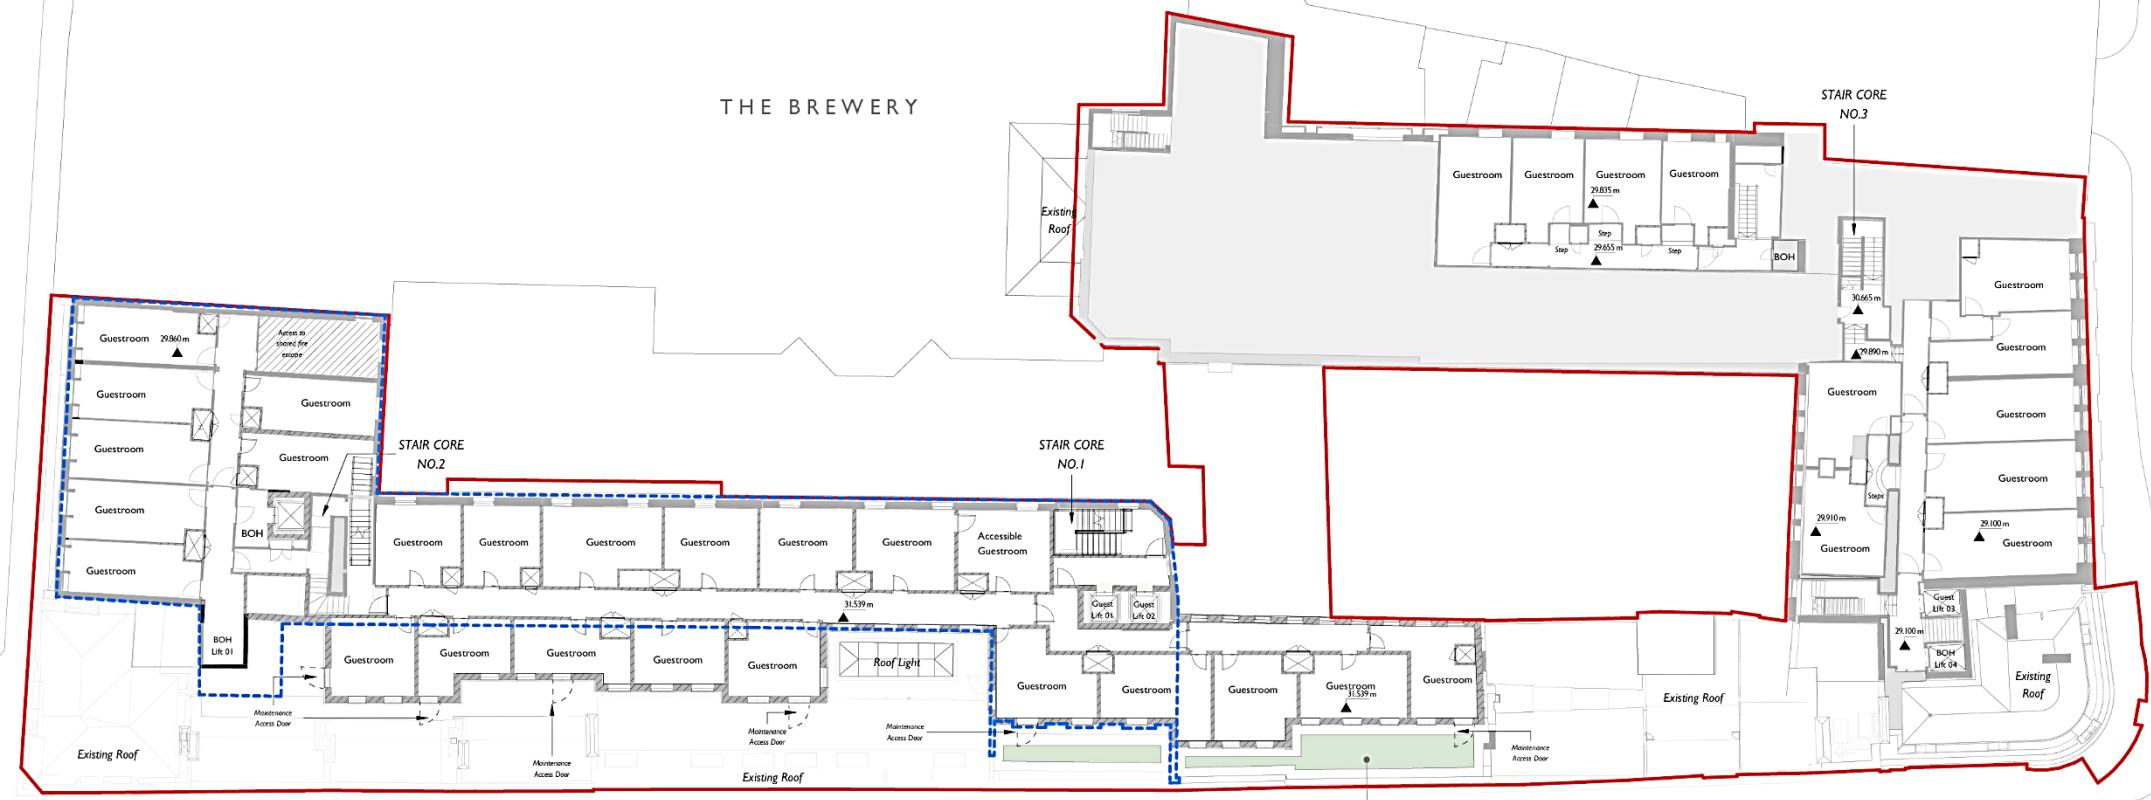 THE BREWERY
STAIR CORE
NO.3
Existing
Roof
Guestroom
Guestroom
Guestroom
Guestroom
29.835 m
Step
29.655 m
Step
Step
BOH
30.665 m
29.890 m
Guestroom
Guestroom
Guestroom
Guestroom
Guestroom
Guestroom
Steps
29.910 m
Guestroom
29.100 m
Guest
Lift 03
29.100 m
BOH
Lift 04
Existing
Roof
Guestroom
29.860 m
Access to
shared fire
escape
Guestroom
Guestroom
Guestroom
Guestroom
Guestroom
Guestroom
BOH
STAIR CORE
NO.2
STAIR CORE
NO.1
Guestroom
Guestroom
Guestroom
Guestroom
Guestroom
Guestroom
Accessible
Guestroom
31.539 m
Guest
Lift 01
Guest
Lift 02
BOH
Lift 01
Guestroom
Guestroom
Guestroom
Guestroom
Guestroom
Roof Light
Guestroom
Guestroom
Guestroom
Guestroom
31.539 m
Guestroom
Existing Roof
Maintenance
Access Door
Maintenance
Access Door
Maintenance
Access Door
Maintenance
Access Door
Maintenance
Access Door
Existing Roof
Existing Roof